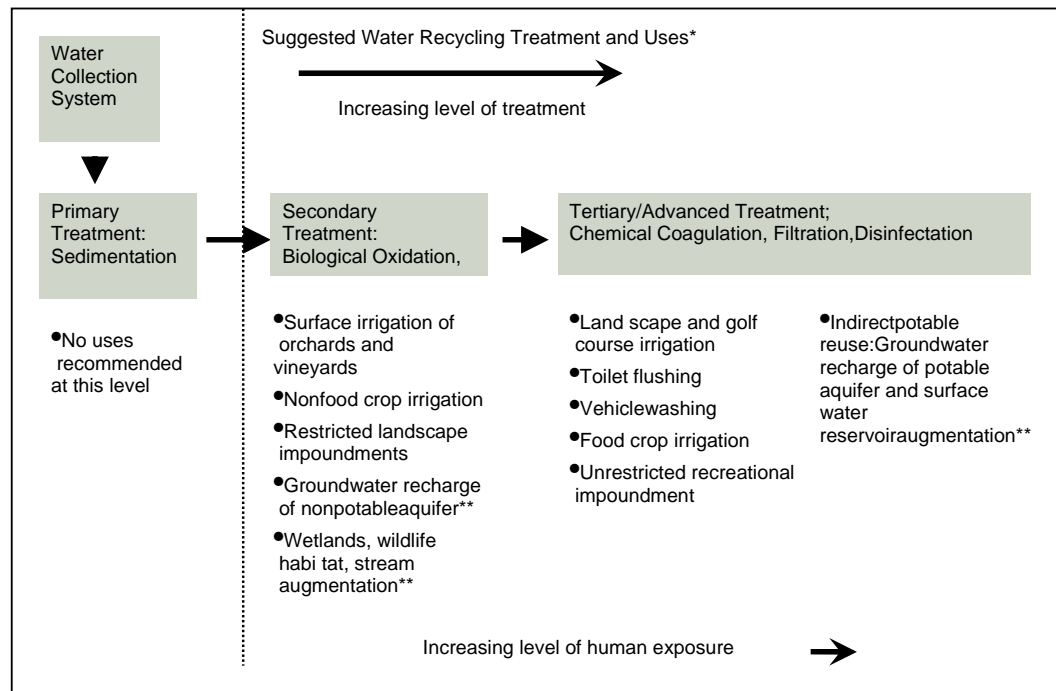 Suggested Water Recycling Treatment and Uses*
Increasing level of treatment
Water
Collection
System
Primary
Treatment:
Sedimentation
Secondary
Treatment:
Biological Oxidation,
Tertiary/Advanced Treatment;
Chemical Coagulation, Filtration,Disinfectation
●No uses
recommended
at this level
●Surface irrigation of
orchards and
vineyards
●Nonfood crop irrigation
●Restricted landscape
impoundments
●Groundwater recharge
of nonpotableaquifer**
●Wetlands, wildlife
habi tat, stream
augmentation**
●Land scape and golf
course irrigation
●Toilet flushing
●Vehiclewashing
●Food crop irrigation
●Unrestricted recreational
impoundment
●Indirectpotable
reuse:Groundwater
recharge of potable
aquifer and surface
water
reservoiraugmentation**
Increasing level of human exposure